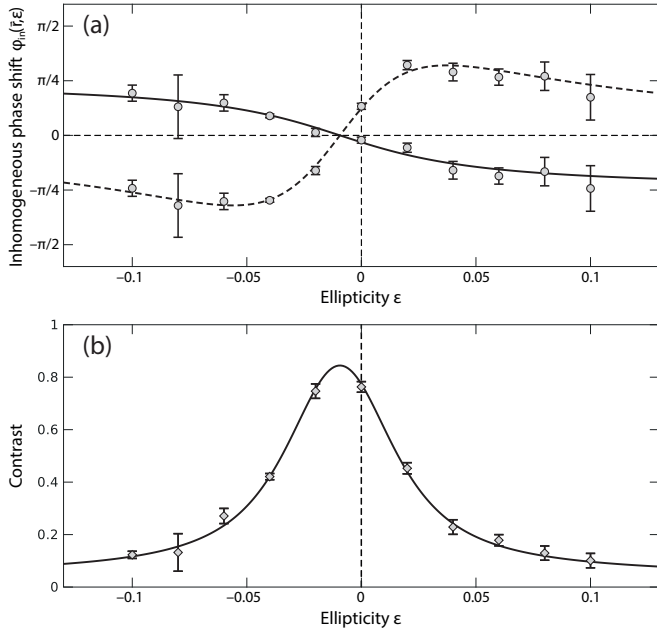 (a)
Inhomogeneous phase shift φin(r̄,ε)
π/2
π/4
0
−π/4
−π/2
−0.1
−0.05
0
0.05
0.1
Ellipticity ε
(b)
Contrast
1
0.8
0.6
0.4
0.2
0
−0.1
−0.05
0
0.05
0.1
Ellipticity ε